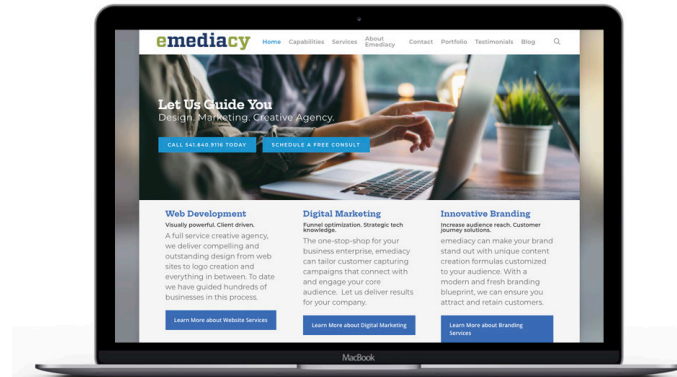 emediacy
Home Capabilities Services About Emediacy Contact Portfolio Testimonials Blog
Let Us Guide You
Design. Marketing. Creative Agency.
CALL 541.840.9116 TODAY
SCHEDULE A FREE CONSULT
Web Development
Visually powerful. Client driven.
A full service creative agency,
we deliver compelling and
outstanding design from web
sites to logo creation and
everything in between. To date
we have guided hundreds of
businesses in this process.
Learn More about Website Services
Digital Marketing
Funnel optimization. Strategic tech
knowledge.
The one-stop-shop for your
business enterprise, emediacy
can tailor customer capturing
campaigns that connect with
and engage your core
audience. Let us deliver results
for your company.
Learn More about Digital Marketing
Innovative Branding
Increase audience reach. Customer
journey solutions.
emediacy can make your brand
stand out with unique content
creation formulas customized
to your audience. With a
modern and fresh branding
blueprint, we can ensure you
attract and retain customers.
Learn More about Branding
Services
MacBook